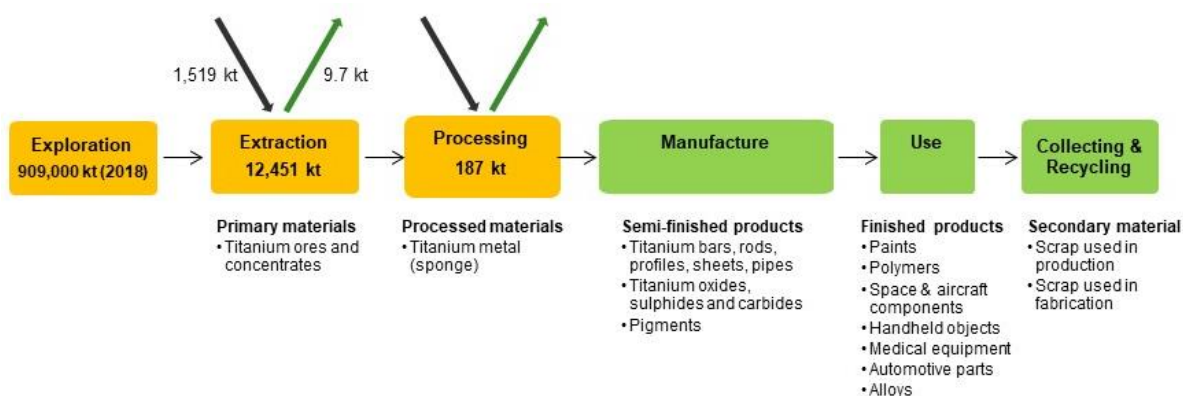 1,519 kt
9.7 kt
Exploration
909,000 kt (2018)
Extraction
12,451 kt
Processing
187 kt
Manufacture
Use
Collecting &
Recycling
Primary materials
• Titanium ores and
concentrates
Processed materials
• Titanium metal
(sponge)
Semi-finished products
• Titanium bars, rods,
profiles, sheets, pipes
• Titanium oxides,
sulphides and carbides
• Pigments
Finished products
• Paints
• Polymers
• Space & aircraft
components
• Handheld objects
• Medical equipment
• Automotive parts
• Alloys
Secondary material
• Scrap used in
production
• Scrap used in
fabrication